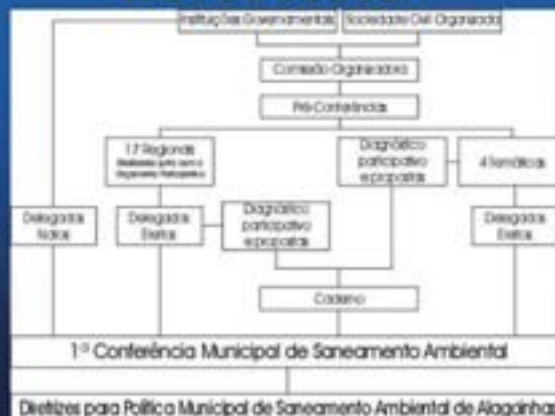 Instituições Governamentais
Sociedade Civil Organizada
Comissão Organizadora
Pré-Conferências
17 Regionais
Orçamento Participativo
Diagnóstico
participativo
e propostas
4 Temáticas
Delegados
Natos
Delegados
Eleitos
Diagnóstico
participativo
e propostas
Delegados
Eleitos
Caderno
1ª Conferência Municipal de Saneamento Ambiental
Diretrizes para Política Municipal de Saneamento Ambiental de Alagoinhas